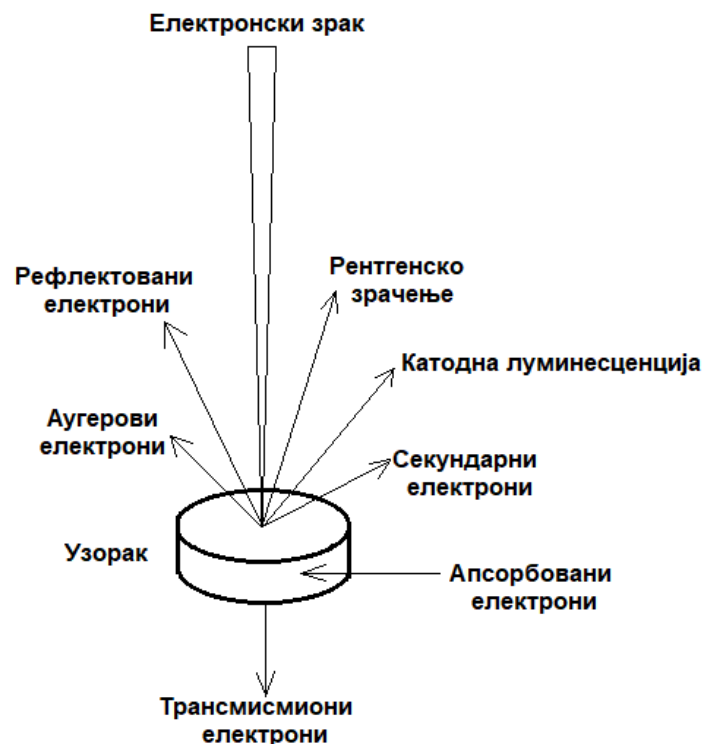 Електронски зрак
Рефлектовани
електрони
Рентгенско
зрачење
Катодна луминесценција
Аугерови
електрони
Секундарни
електрони
Узорак
Апсорбовани
електрони
Трансмисмиони
електрони